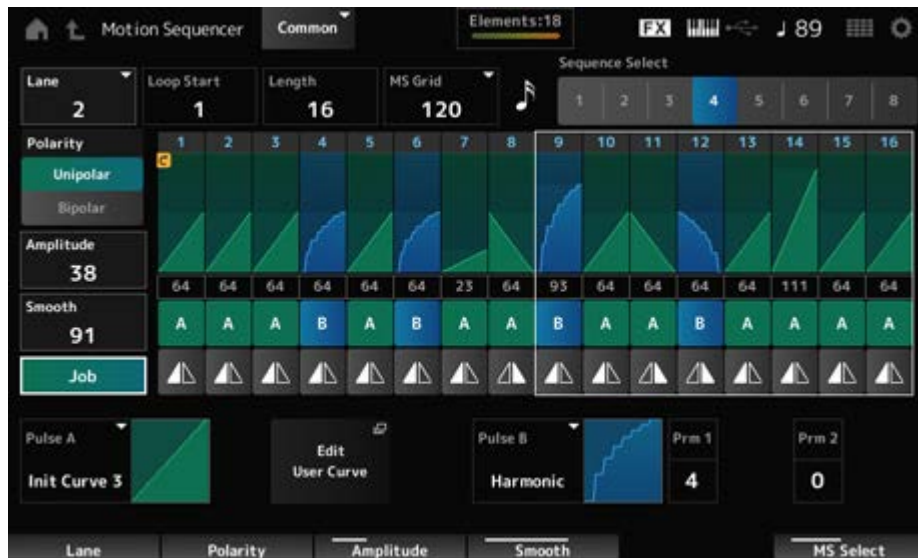 Motion Sequencer Common Elements:18 FX 89
Sequence Select
Lane Loop Start Length MS Grid
2 1 16 120
1 2 3 4 5 6 7 8
Polarity
1 2 3 4 5 6 7 8 9 10 11 12 13 14 15 16
C
Unipolar
Bipolar
Amplitude
38
64 64 64 64 64 64 23 64 93 64 64 64 64 111 64 64
Smooth
91
A A A B A B A A B A A B A A A A
Job
Pulse A
Init Curve 3
Edit
User Curve
Pulse B
Harmonic
Prm 1
4
Prm 2
0
Lane Polarity Amplitude Smooth MS Select